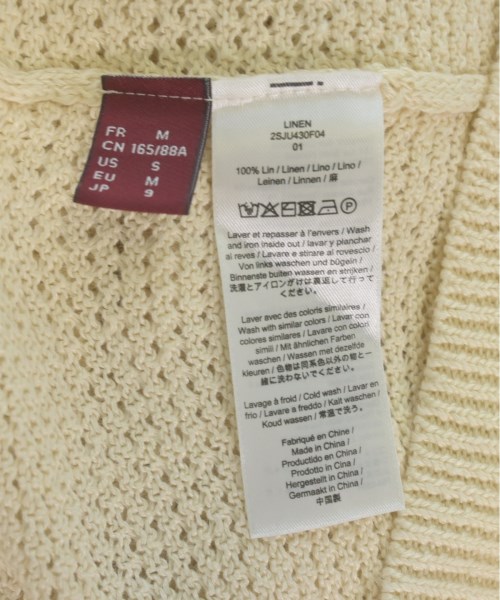 FR M
CN 165/88A
US S
EU M
JP 9
LINEN
2SJU430F04
01
100% Lin / Linen / Lino / Lino /
Leinen / Linnen / 麻
Laver et repasser à l'envers / Wash
and iron inside out / lavar y planchar
al reves / Lavare e stirare al rovescio /
Von links waschen und bügeln /
Binnenste buiten wassen en strijken /
洗濯とアイロンがけは裏返して行って
ください。
Laver avec des coloris similaires /
Wash with similar colors / Lavar con
colores similares / Lavare con colori
simili / Mit ähnlichen Farben
waschen / Wassen met dezelfde
kleuren / 色物は同系色以外の物と一
緒に洗わないでください。
Lavage à froid / Cold wash / Lavar en
frio / Lavare a freddo / Kalt waschen /
Koud wassen / 常温で洗う。
Fabriqué en Chine /
Made in China /
Producido en China /
Prodotto in Cina /
Hergestellt in China /
Gemaakt in China /
中国製